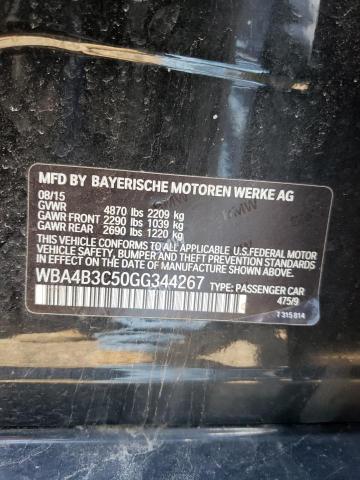 MFD BY BAYERISCHE MOTOREN WERKE AG
08/15
GVWR 4870 lbs 2209 kg
GAWR FRONT 2290 lbs 1039 kg
GAWR REAR 2690 lbs 1220 kg
THIS VEHICLE CONFORMS TO ALL APPLICABLE U.S. FEDERAL MOTOR
VEHICLE SAFETY, BUMPER, AND THEFT PREVENTION STANDARDS
IN EFFECT ON THE DATE OF MANUFACTURE SHOWN ABOVE.
WBA4B3C50GG344267 TYPE: PASSENGER CAR
475/9
7 315 814